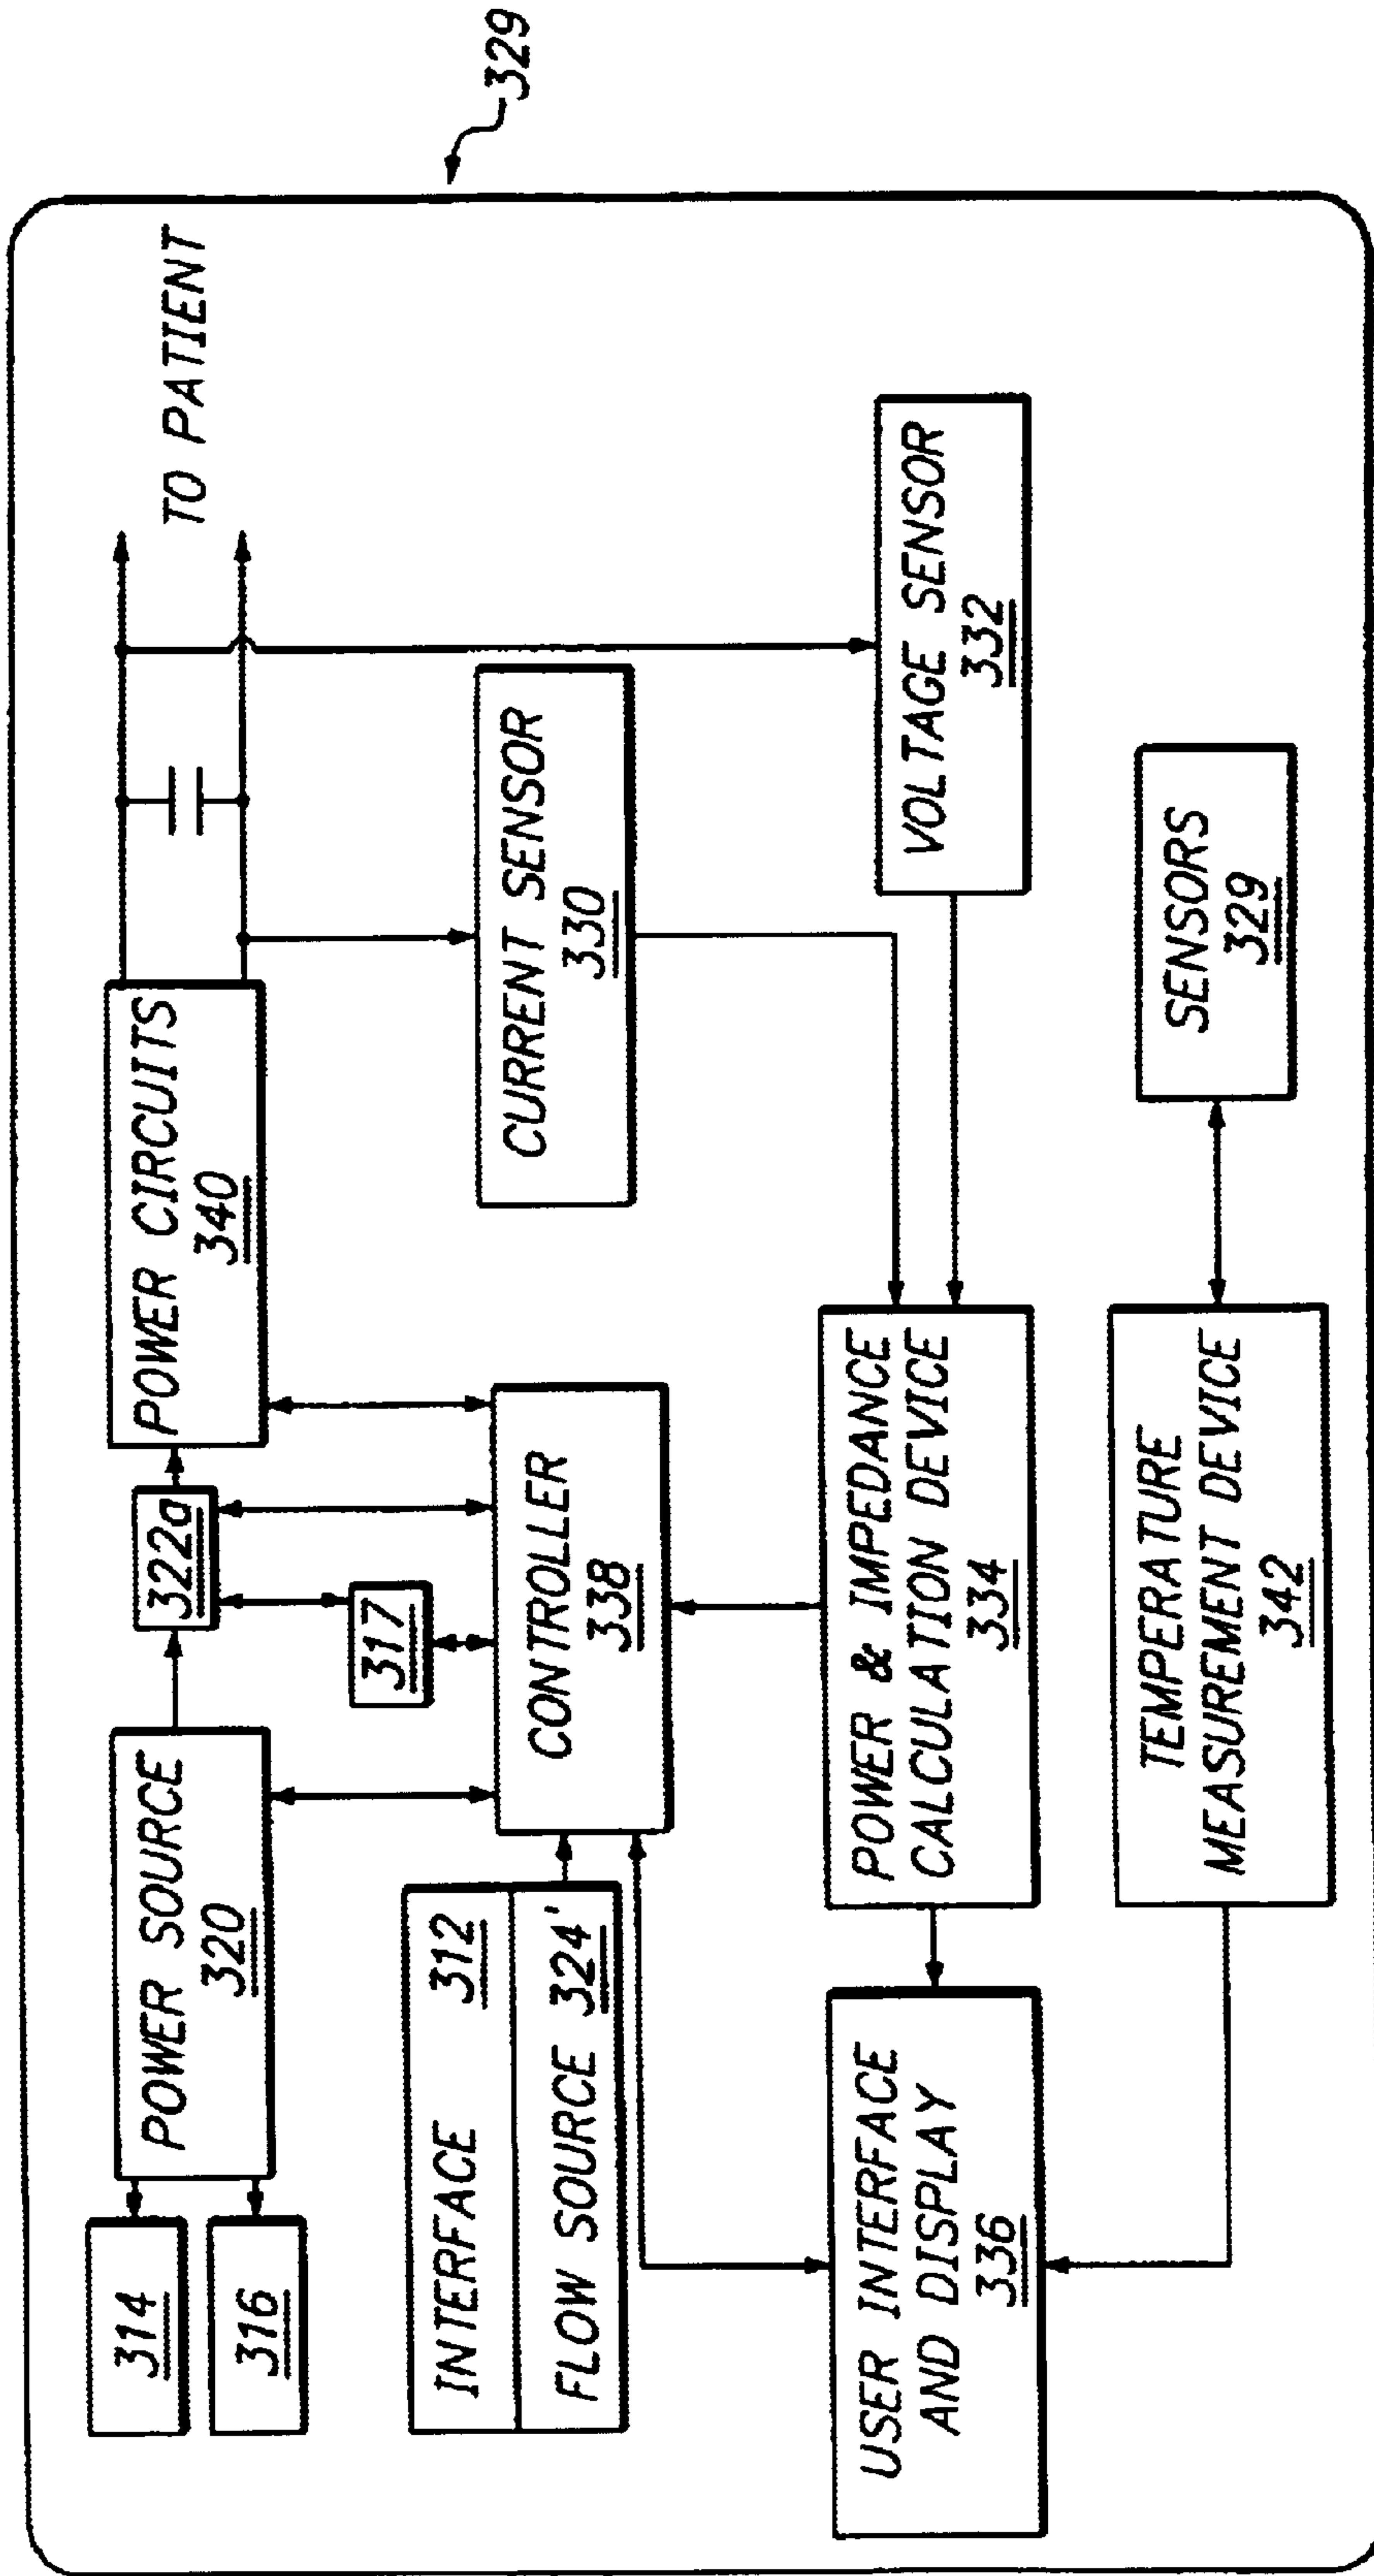 329
314
316
POWER SOURCE
320
322a
POWER CIRCUITS
340
TO PATIENT
317
INTERFACE 312
FLOW SOURCE 324'
CONTROLLER
338
CURRENT SENSOR
330
USER INTERFACE
AND DISPLAY
336
POWER & IMPEDANCE
CALCULATION DEVICE
334
VOLTAGE SENSOR
332
TEMPERATURE
MEASUREMENT DEVICE
342
SENSORS
329